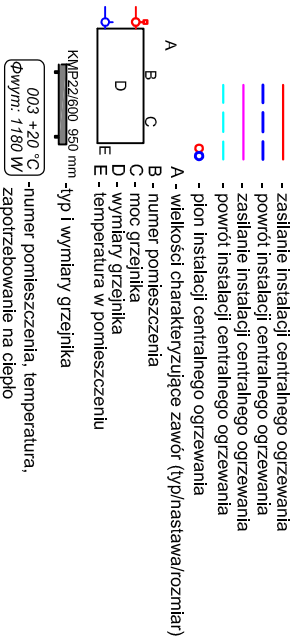 - zasilanie instalacji centralnego ogrzewania
- powrót instalacji centralnego ogrzewania
- zasilanie instalacji centralnego ogrzewania
- powrót instalacji centralnego ogrzewania
- pion instalacji centralnego ogrzewania
A - wielkości charakteryzujące zawór (typ/nastawa/rozmiar)
B - numer pomieszczenia
C - moc grzejnika
D - wymiary grzejnika
E - temperatura w pomieszczeniu
A
B
C
D
E
KMP22/600 950 mm
-typ i wymiary grzejnika
003 +20 °C
Φwym: 1180 W
-numer pomieszczenia, temperatura,
zapotrzebowanie na ciepło